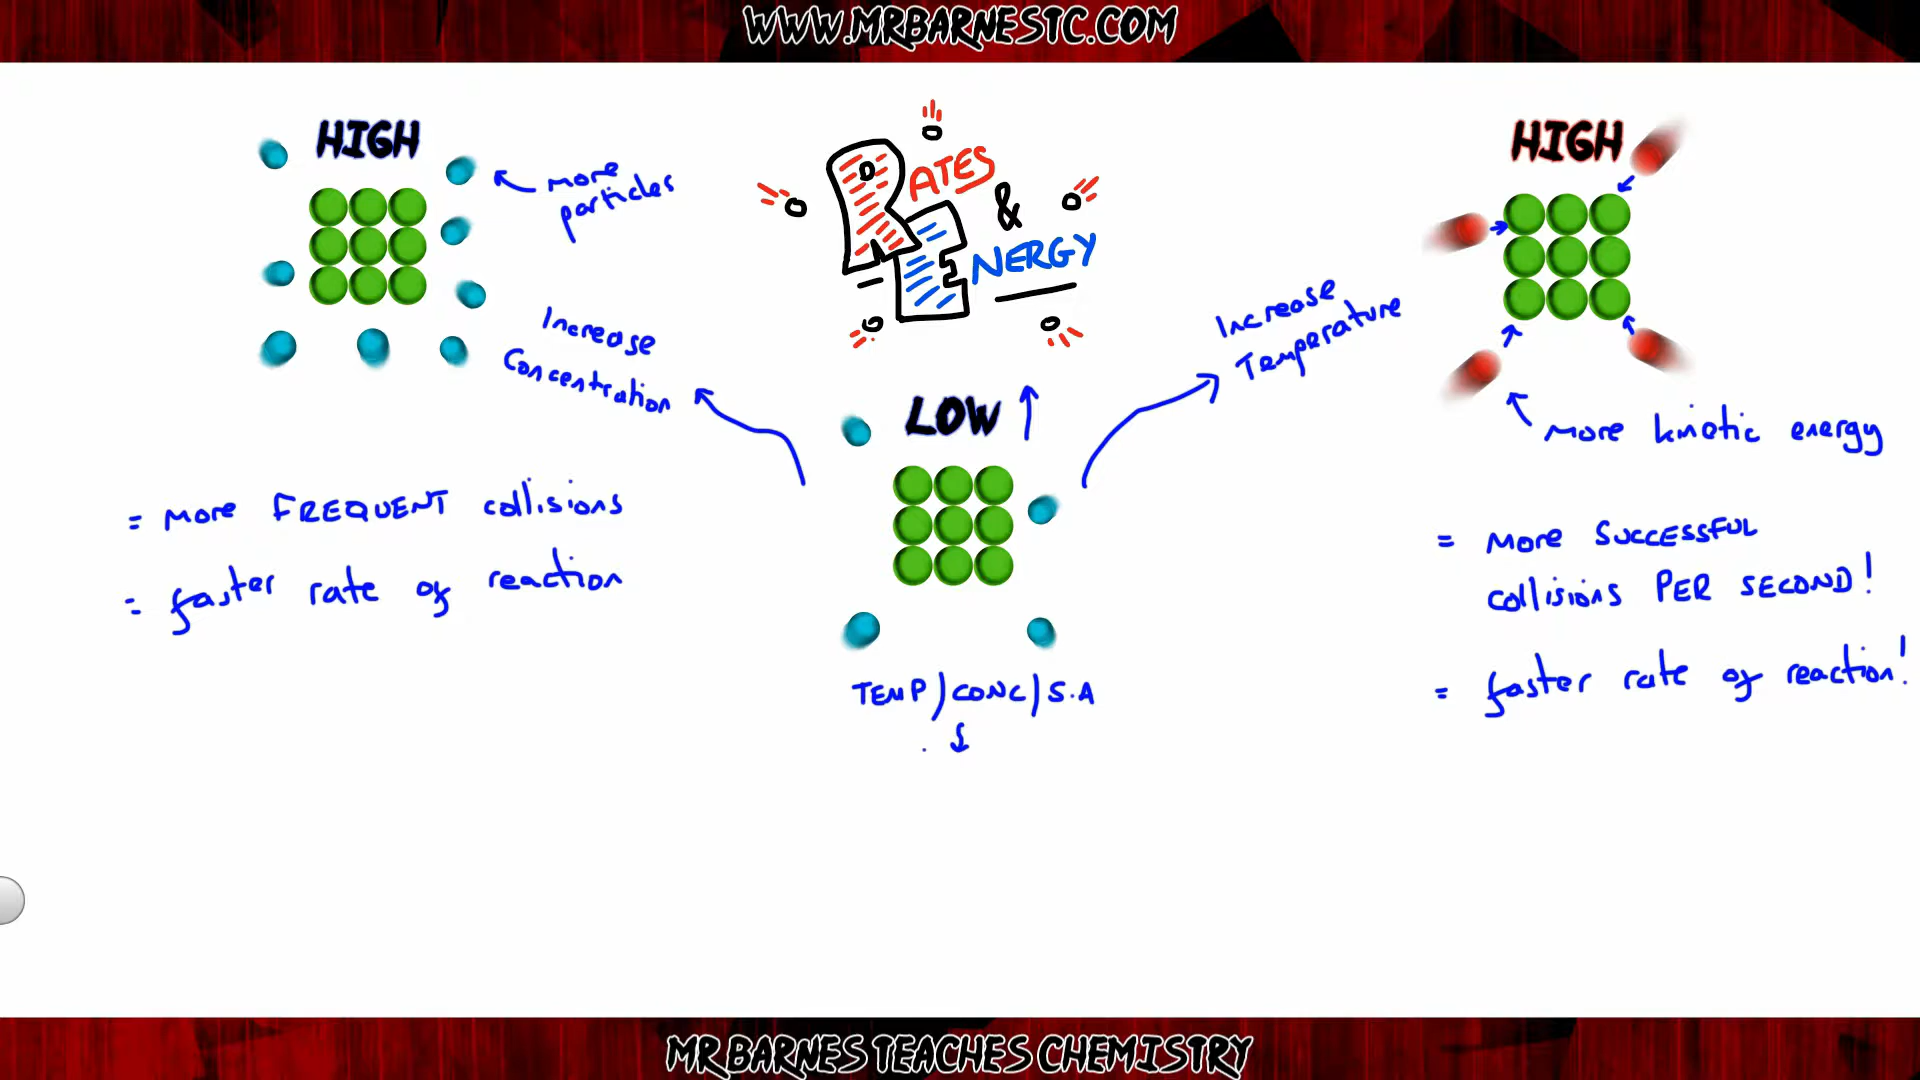 WWW.MRBARNESTC.COM
HIGH
more
particles
Increase
Concentration
= more FREQUENT collisions
= faster rate of reaction
RATES &
ENERGY
LOW
TEMP/CONC/S.A
Increase
Temperature
HIGH
more kinetic energy
= more SUCCESSFUL
collisions PER SECOND!
= faster rate of reaction!
MR BARNES TEACHES CHEMISTRY